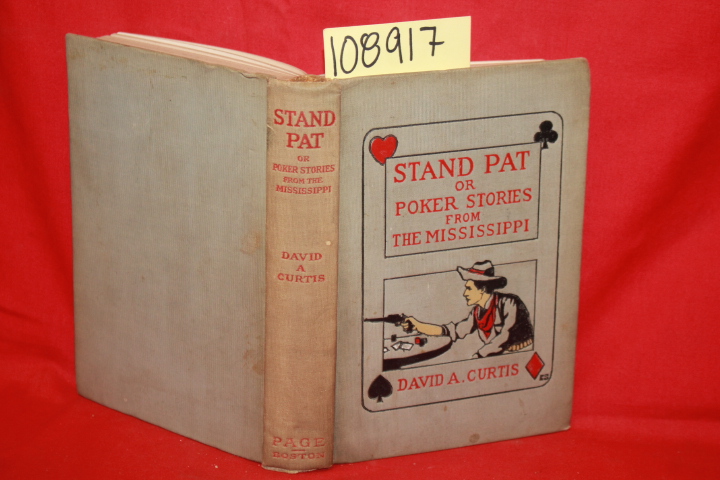 108917
STAND
PAT
OR
POKER STORIES
FROM THE
MISSISSIPPI
DAVID
A
CURTIS
PAGE
BOSTON
STAND PAT
OR
POKER STORIES
FROM
THE MISSISSIPPI
DAVID A. CURTIS